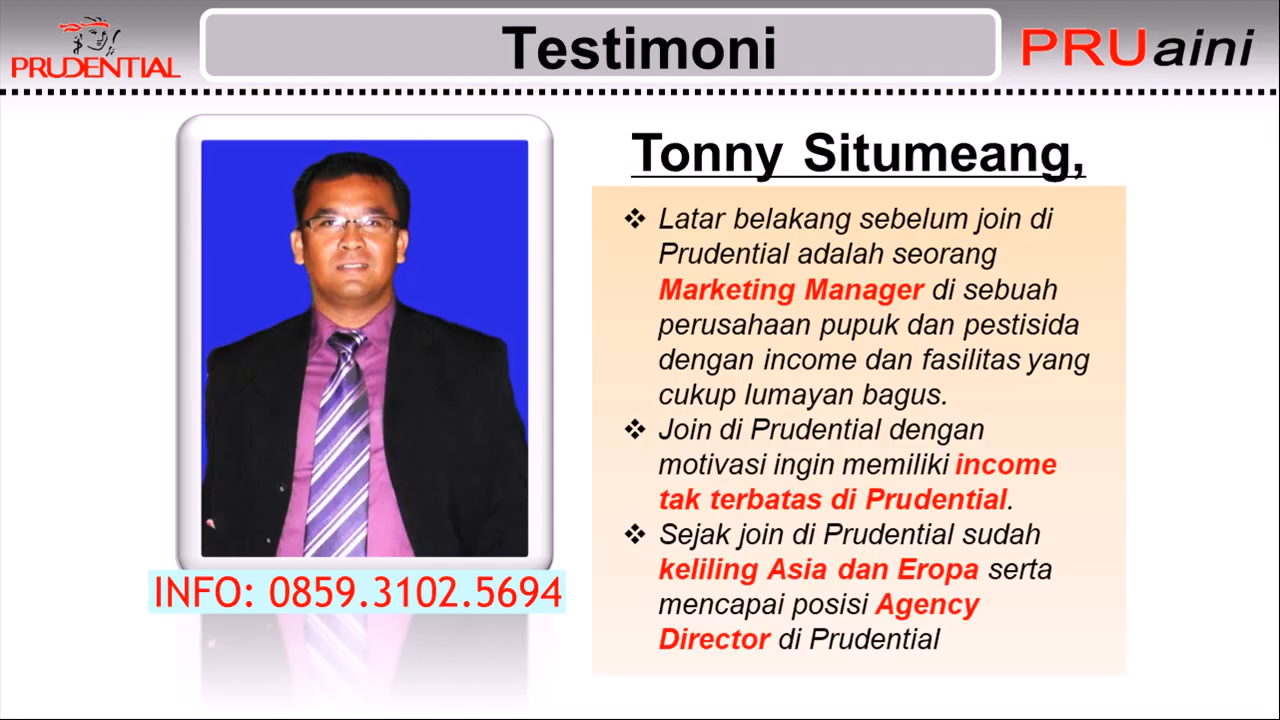 PRUDENTIAL
Testimoni
PRUaini
Tonny Situmeang,
❖ Latar belakang sebelum join di
Prudential adalah seorang
Marketing Manager di sebuah
perusahaan pupuk dan pestisida
dengan income dan fasilitas yang
cukup lumayan bagus.
❖ Join di Prudential dengan
motivasi ingin memiliki income
tak terbatas di Prudential.
❖ Sejak join di Prudential sudah
keliling Asia dan Eropa serta
mencapai posisi Agency
Director di Prudential
INFO: 0859.3102.5694